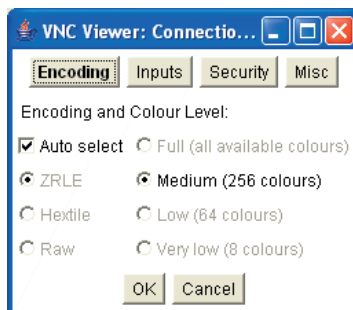 VNC Viewer: Connectio...
Encoding Inputs Security Misc
Encoding and Colour Level:
Auto select Full (all available colours)
ZRLE Medium (256 colours)
Hextile Low (64 colours)
Raw Very low (8 colours)
OK Cancel